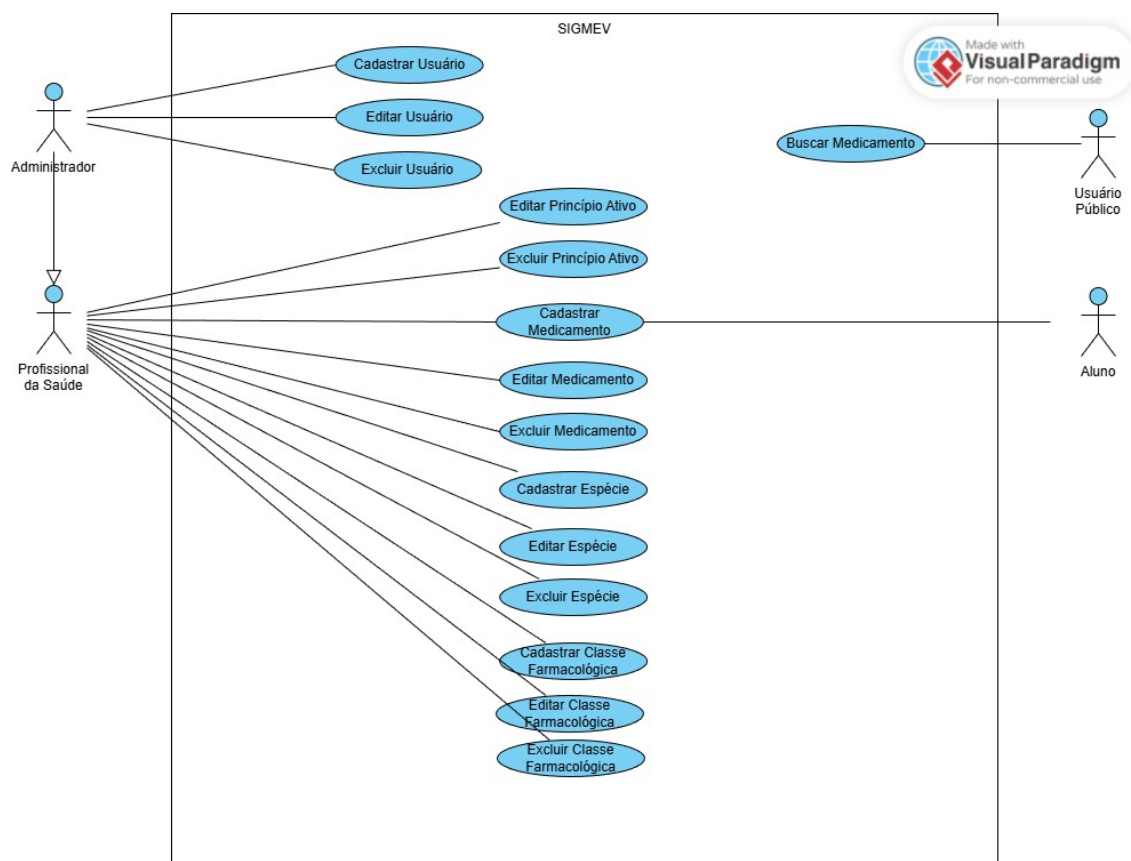 SIGMEV
Made with
Visual Paradigm
For non-commercial use
Cadastrar Usuário
Editar Usuário
Excluir Usuário
Administrador
Buscar Medicamento
Usuário
Público
Editar Princípio Ativo
Excluir Princípio Ativo
Cadastrar
Medicamento
Profissional
da Saúde
Aluno
Editar Medicamento
Excluir Medicamento
Cadastrar Espécie
Editar Espécie
Excluir Espécie
Cadastrar Classe
Farmacológica
Editar Classe
Farmacológica
Excluir Classe
Farmacológica